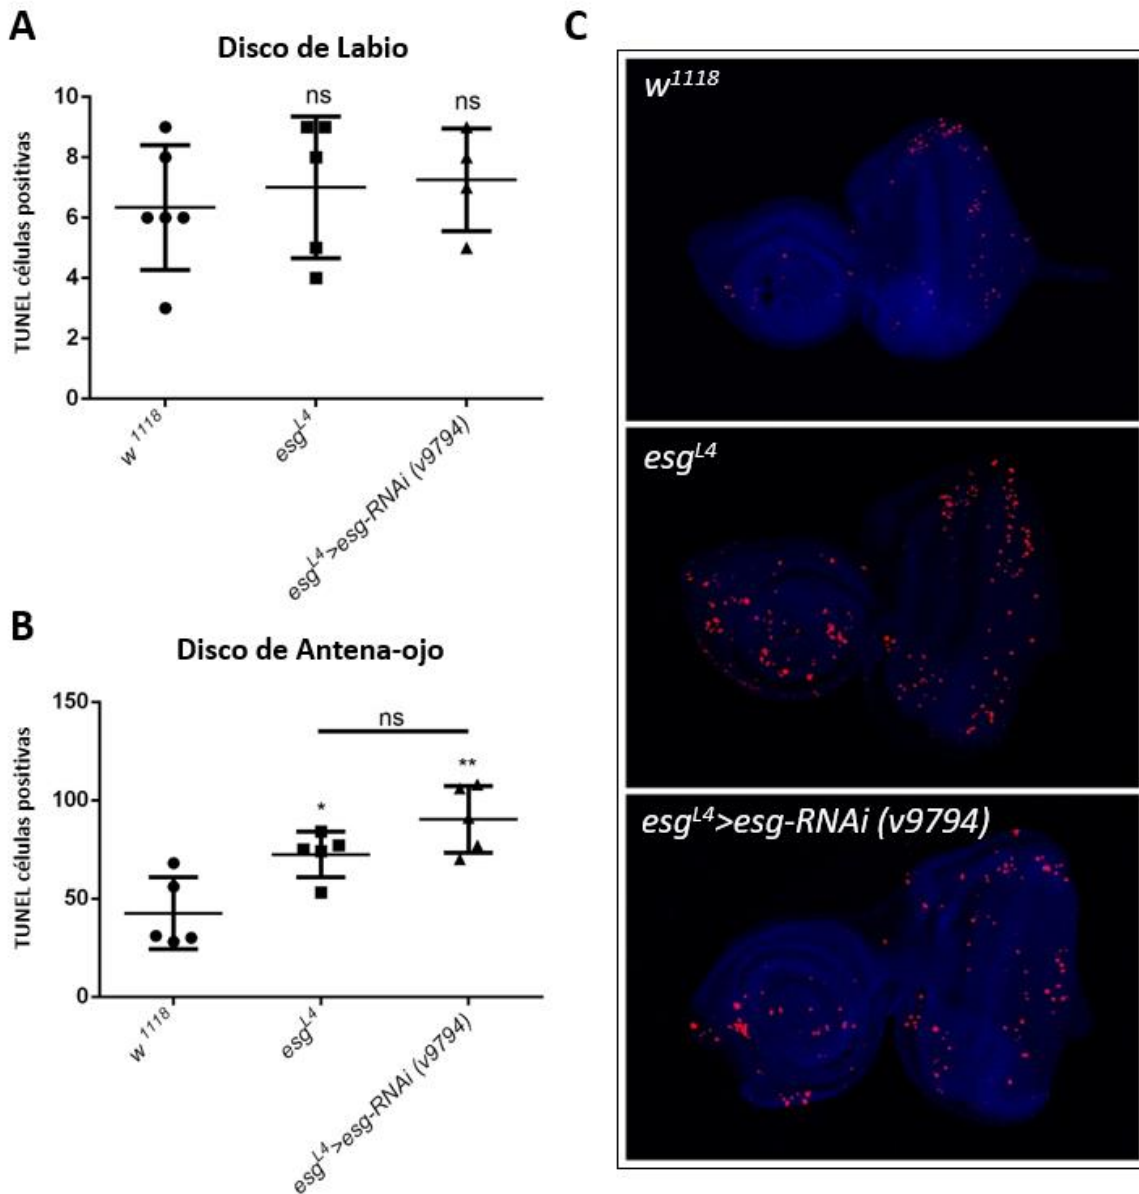 A
Disco de Labio
TUNEL células positivas
10
8
6
4
2
0
ns
ns
w 1118
esgL4
esgL4>esg-RNAi (v9794)
B
Disco de Antena-ojo
TUNEL células positivas
150
100
50
0
ns
*
**
w 1118
esgL4
esgL4>esg-RNAi (v9794)
C
w1118
esgL4
esgL4>esg-RNAi (v9794)